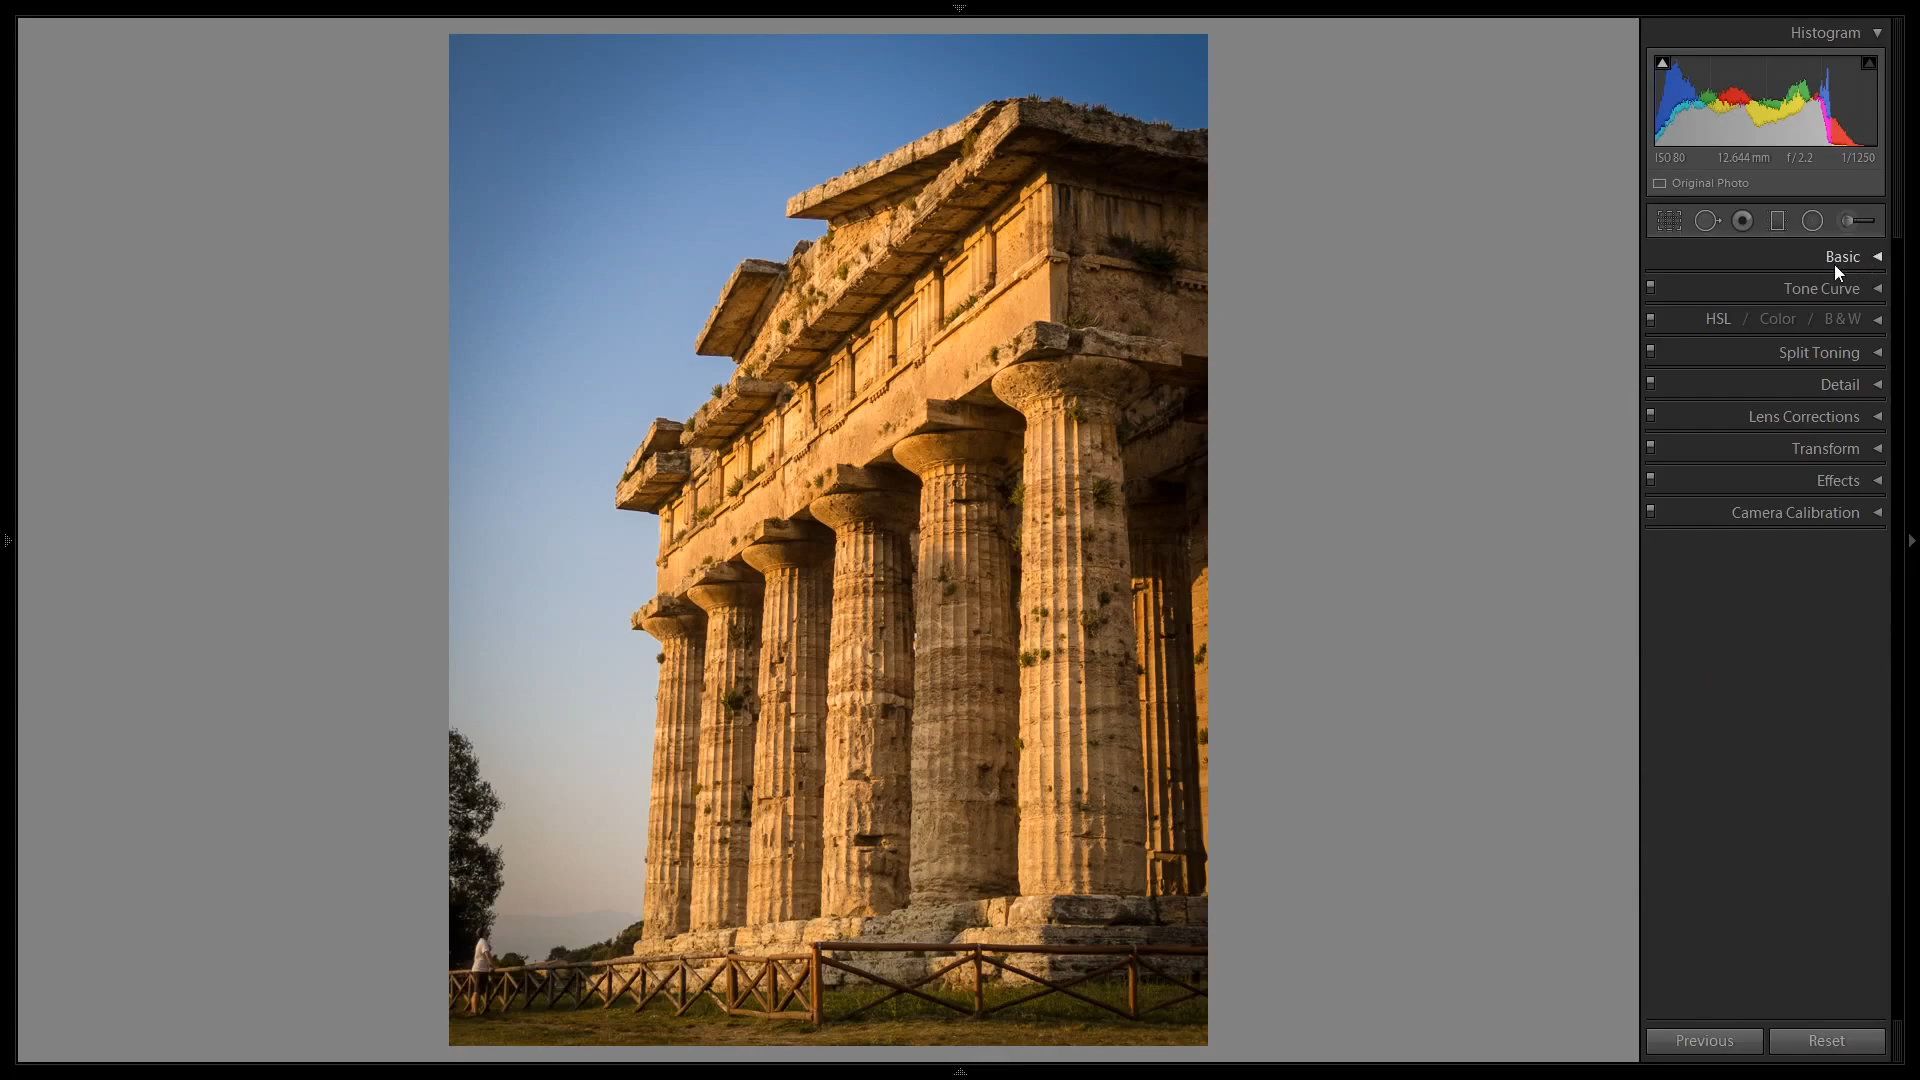 Histogram
ISO 80 12.644 mm f / 2.2 1/1250
Original Photo
Basic
Tone Curve
HSL / Color / B & W
Split Toning
Detail
Lens Corrections
Transform
Effects
Camera Calibration
Previous Reset